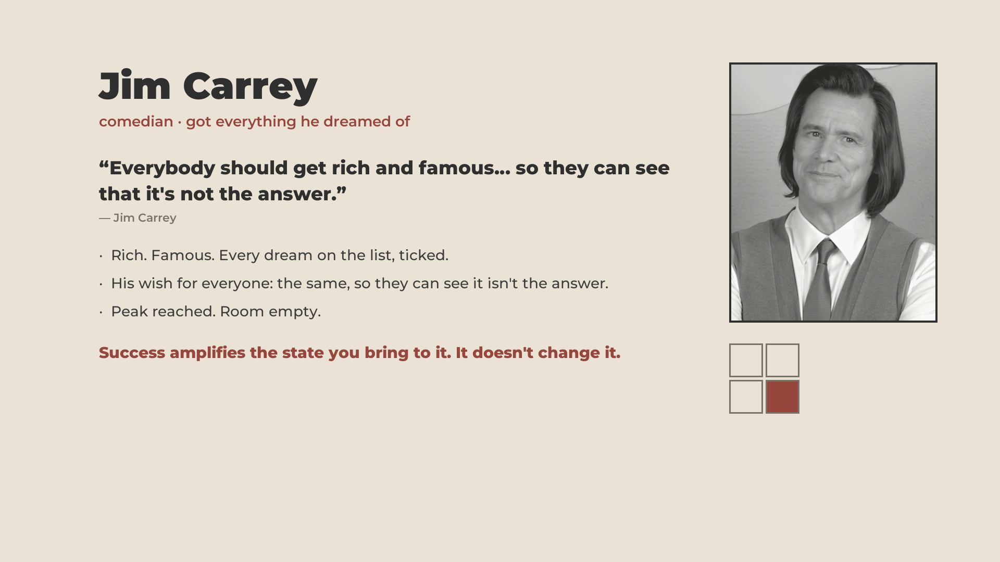 Jim Carrey
comedian · got everything he dreamed of
“Everybody should get rich and famous... so they can see
that it's not the answer.”
— Jim Carrey
· Rich. Famous. Every dream on the list, ticked.
· His wish for everyone: the same, so they can see it isn't the answer.
· Peak reached. Room empty.
Success amplifies the state you bring to it. It doesn't change it.